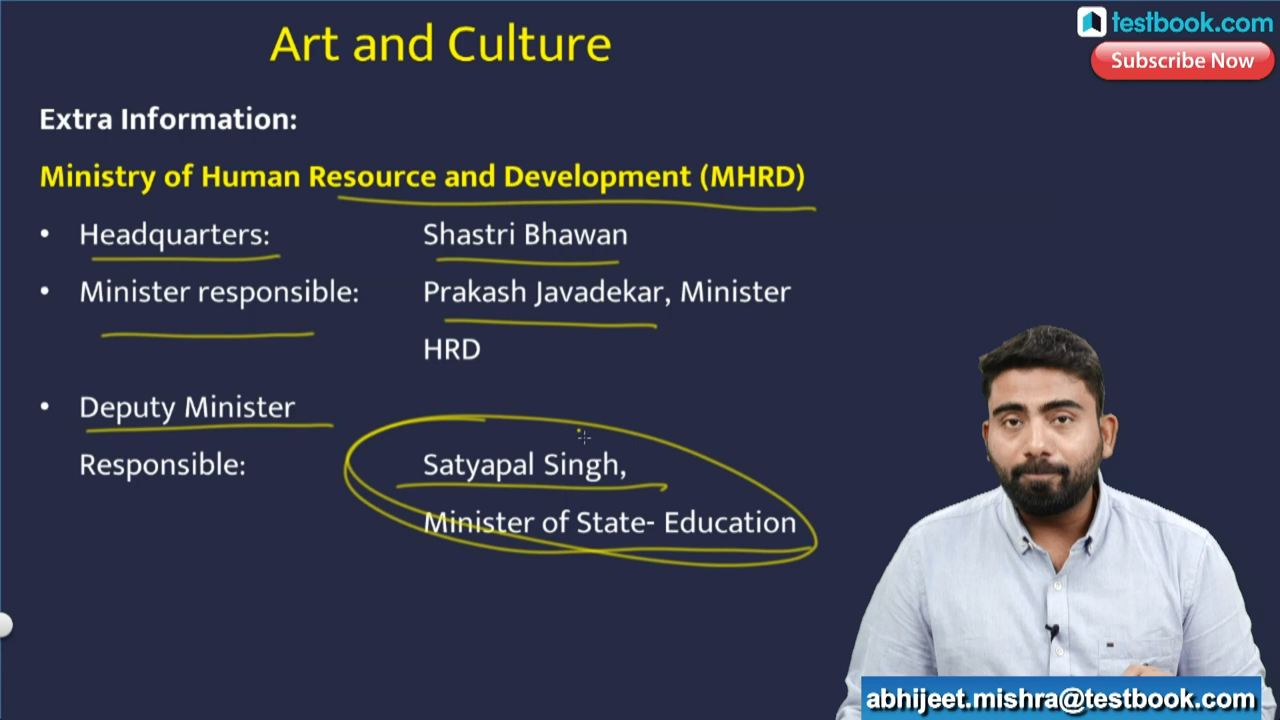 Art and Culture
testbook.com
Subscribe Now
Extra Information:
Ministry of Human Resource and Development (MHRD)
• Headquarters: Shastri Bhawan
• Minister responsible: Prakash Javadekar, Minister
HRD
• Deputy Minister
Responsible: Satyapal Singh,
Minister of State- Education
abhijeet.mishra@testbook.com